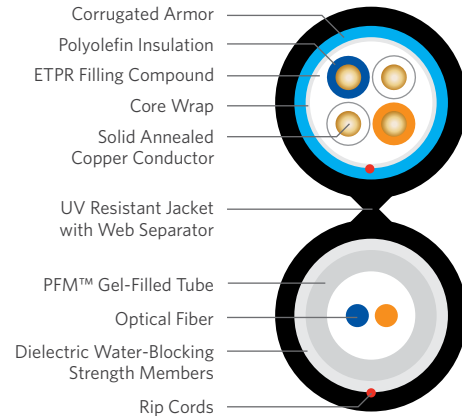 Corrugated Armor
Polyolefin Insulation
ETPR Filling Compound
Core Wrap
Solid Annealed
Copper Conductor
UV Resistant Jacket
with Web Separator
PFM™ Gel-Filled Tube
Optical Fiber
Dielectric Water-Blocking
Strength Members
Rip Cords